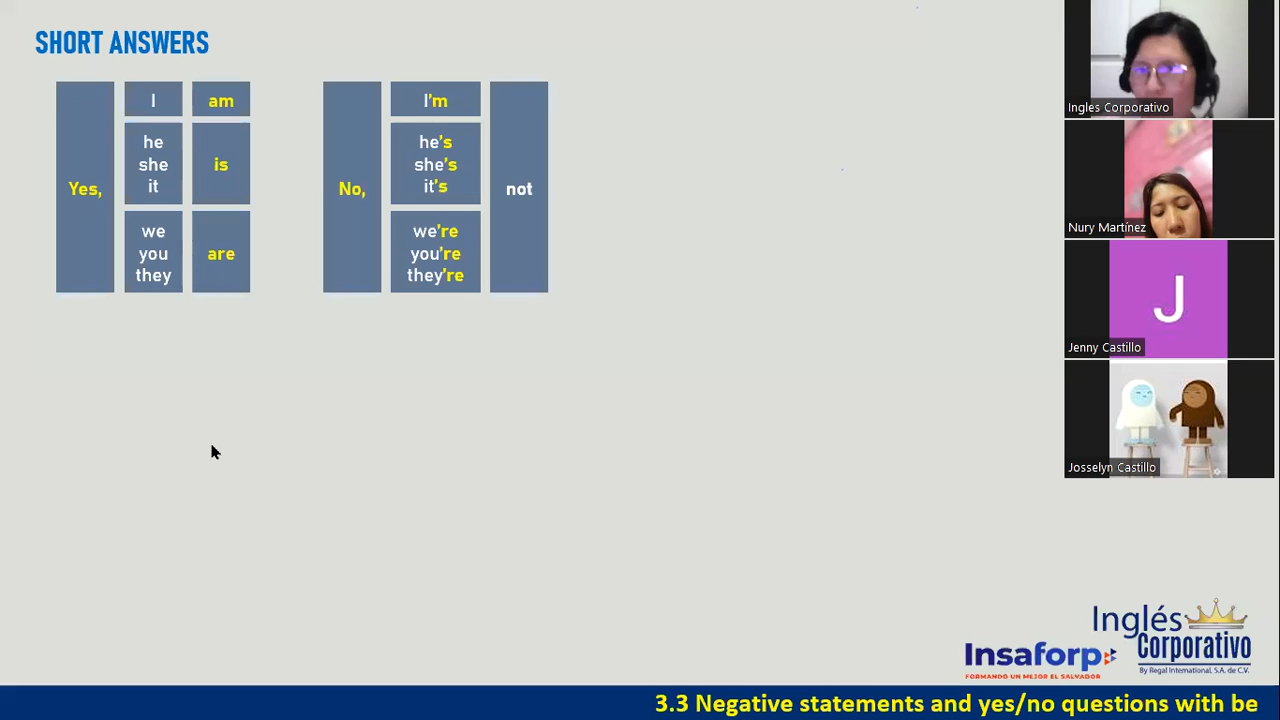 SHORT ANSWERS
Yes,
I
am
he
she
it
is
we
you
they
are
No,
I'm
he's
she's
it's
we're
you're
they're
not
Ingles Corporativo
Nury Martínez
J
Jenny Castillo
Josselyn Castillo
Inglés
Corporativo
By Regal International, S.A. de C.V.
Insaforp
FORMANDO UN MEJOR EL SALVADOR
3.3 Negative statements and yes/no questions with be